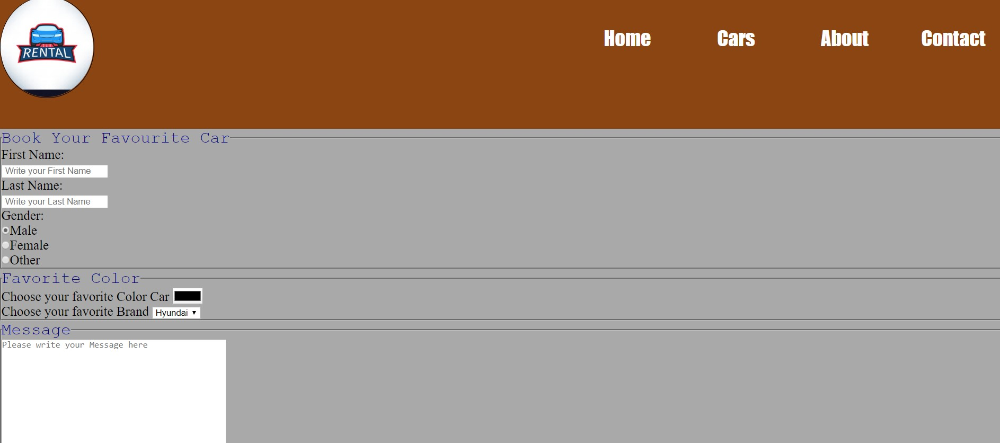 RENTAL
Home Cars About Contact
Book Your Favourite Car
First Name:
Write your First Name
Last Name:
Write your Last Name
Gender:
Male
Female
Other
Favorite Color
Choose your favorite Color Car
Choose your favorite Brand Hyundai
Message
Please write your Message here